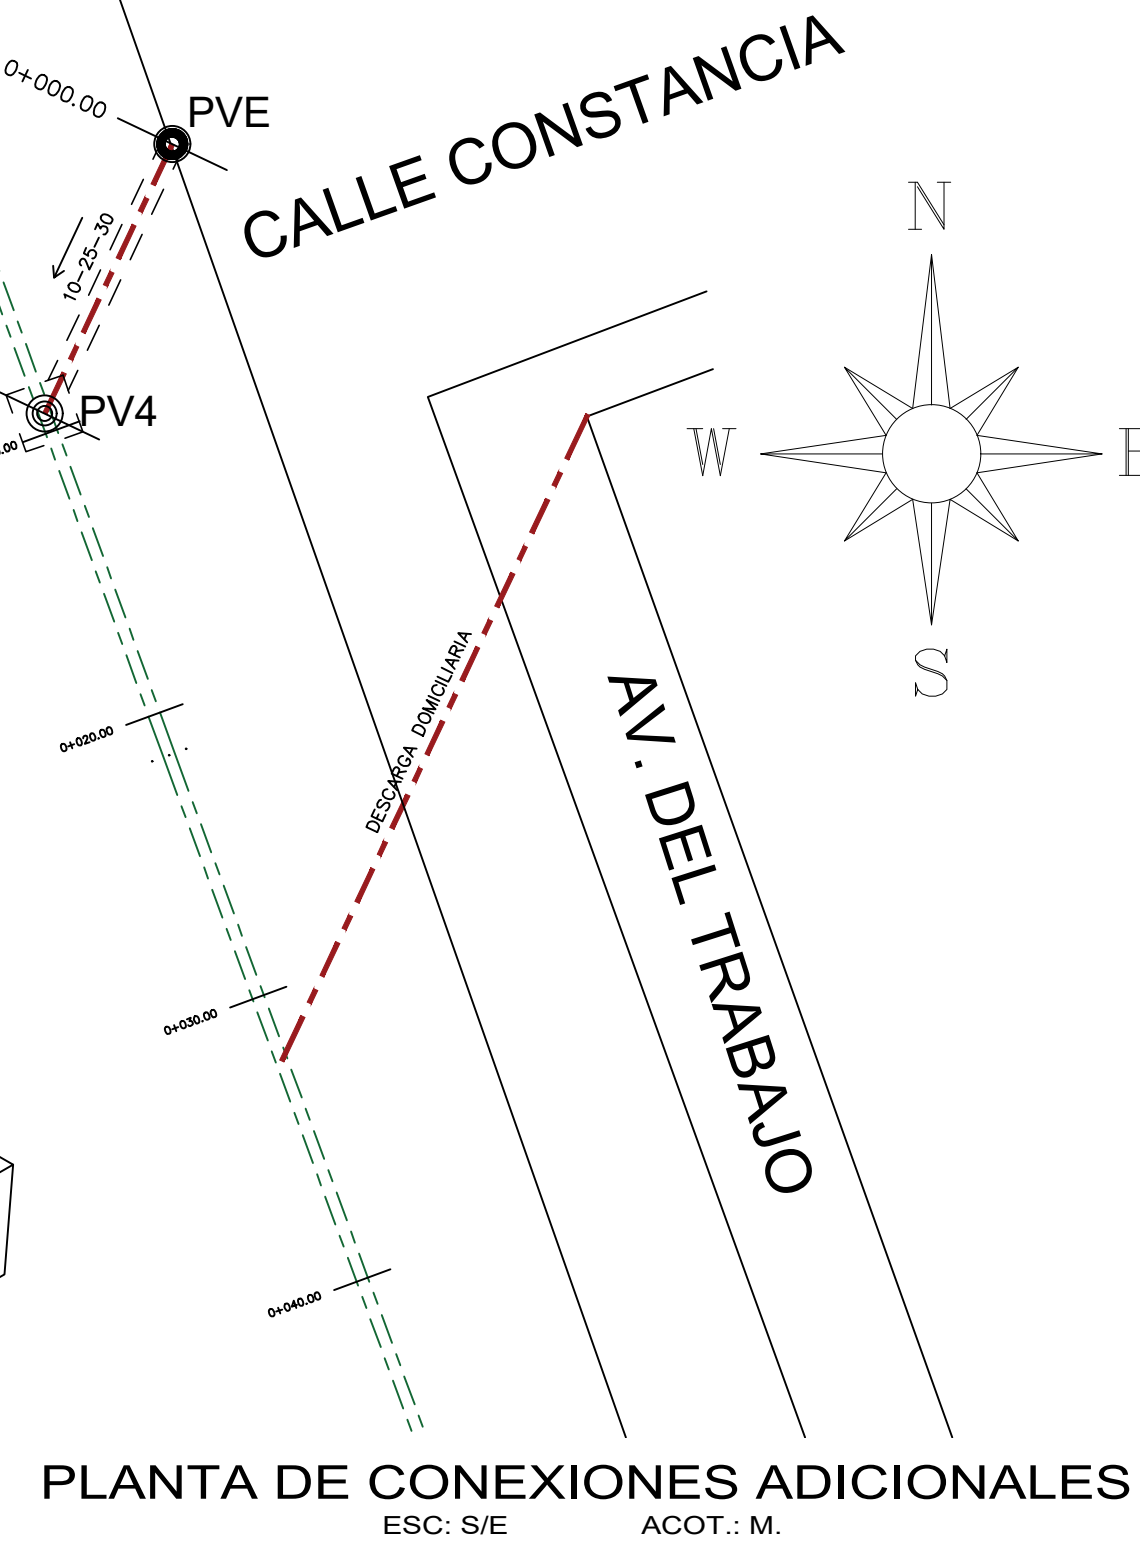 0+000.00
PVE
CALLE CONSTANCIA
10-25-30
N
PV4
W
E
S
DESCARGA DOMICILIARIA
AV. DEL TRABAJO
0+020.00
0+030.00
0+040.00
PLANTA DE CONEXIONES ADICIONALES
ESC: S/E
ACOT.: M.